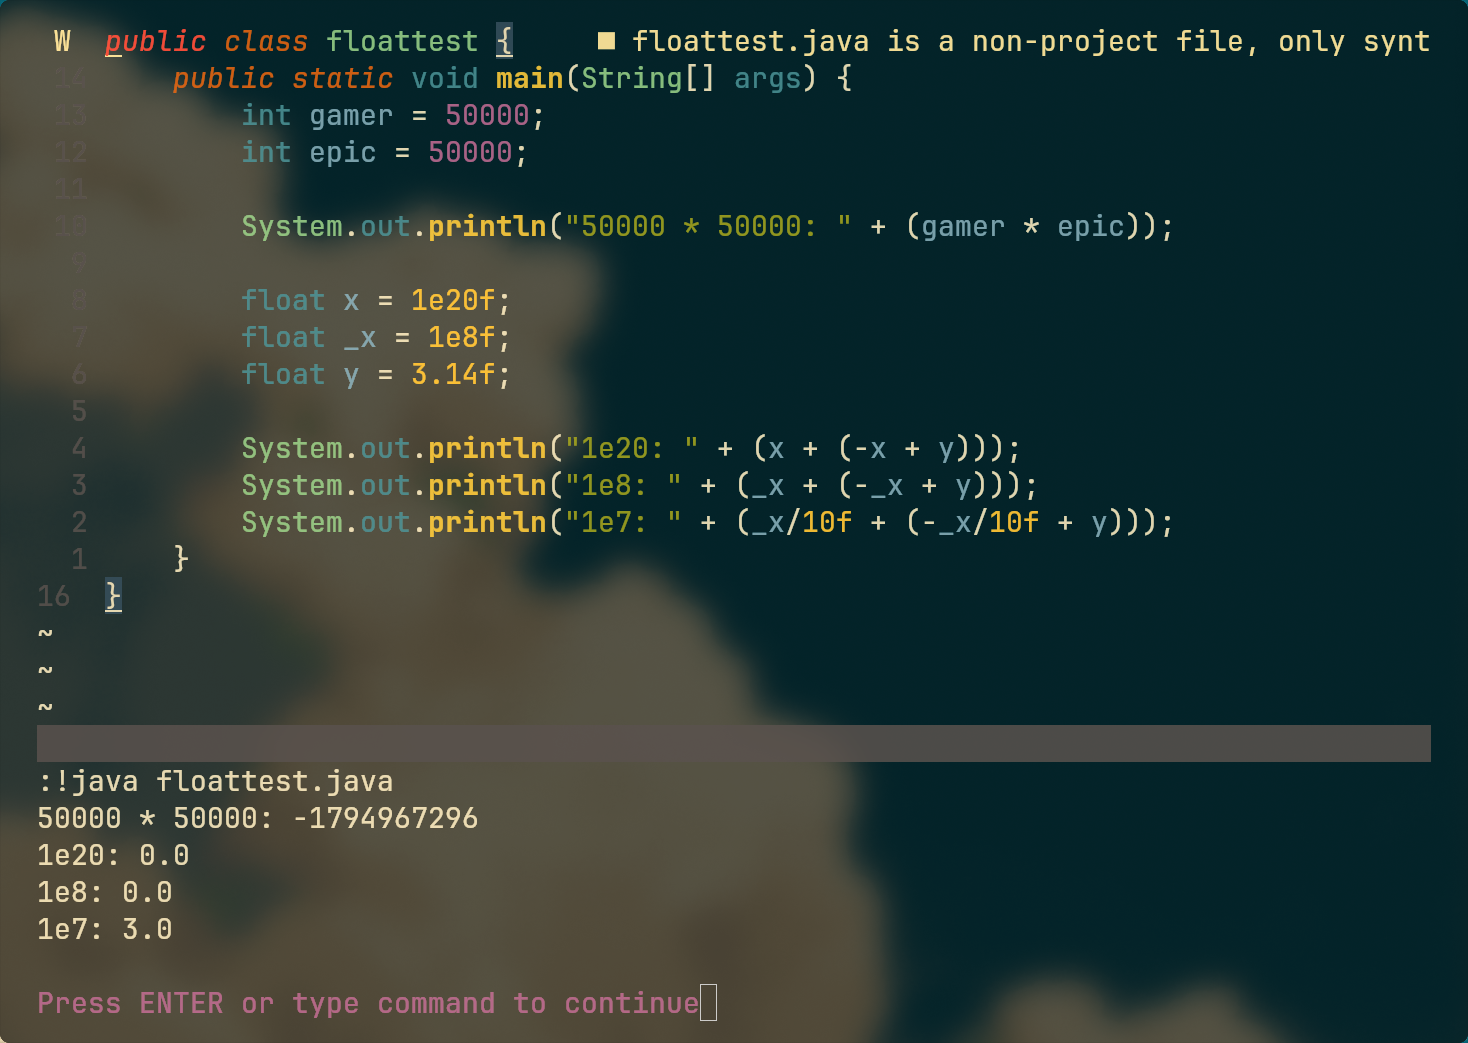 W  public class floattest {     ■ floattest.java is a non-project file, only synt
14     public static void main(String[] args) {
13         int gamer = 50000;
12         int epic = 50000;
11
10         System.out.println("50000 * 50000: " + (gamer * epic));
9
8         float x = 1e20f;
7         float _x = 1e8f;
6         float y = 3.14f;
5
4         System.out.println("1e20: " + (x + (-x + y)));
3         System.out.println("1e8: " + (_x + (-_x + y)));
2         System.out.println("1e7: " + (_x/10f + (-_x/10f + y)));
1     }
16  }
~
~
~
:!java floattest.java
50000 * 50000: -1794967296
1e20: 0.0
1e8: 0.0
1e7: 3.0
Press ENTER or type command to continue